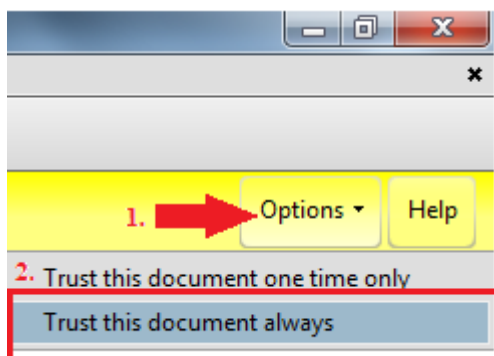 1. Options Help
2. Trust this document one time only
Trust this document always